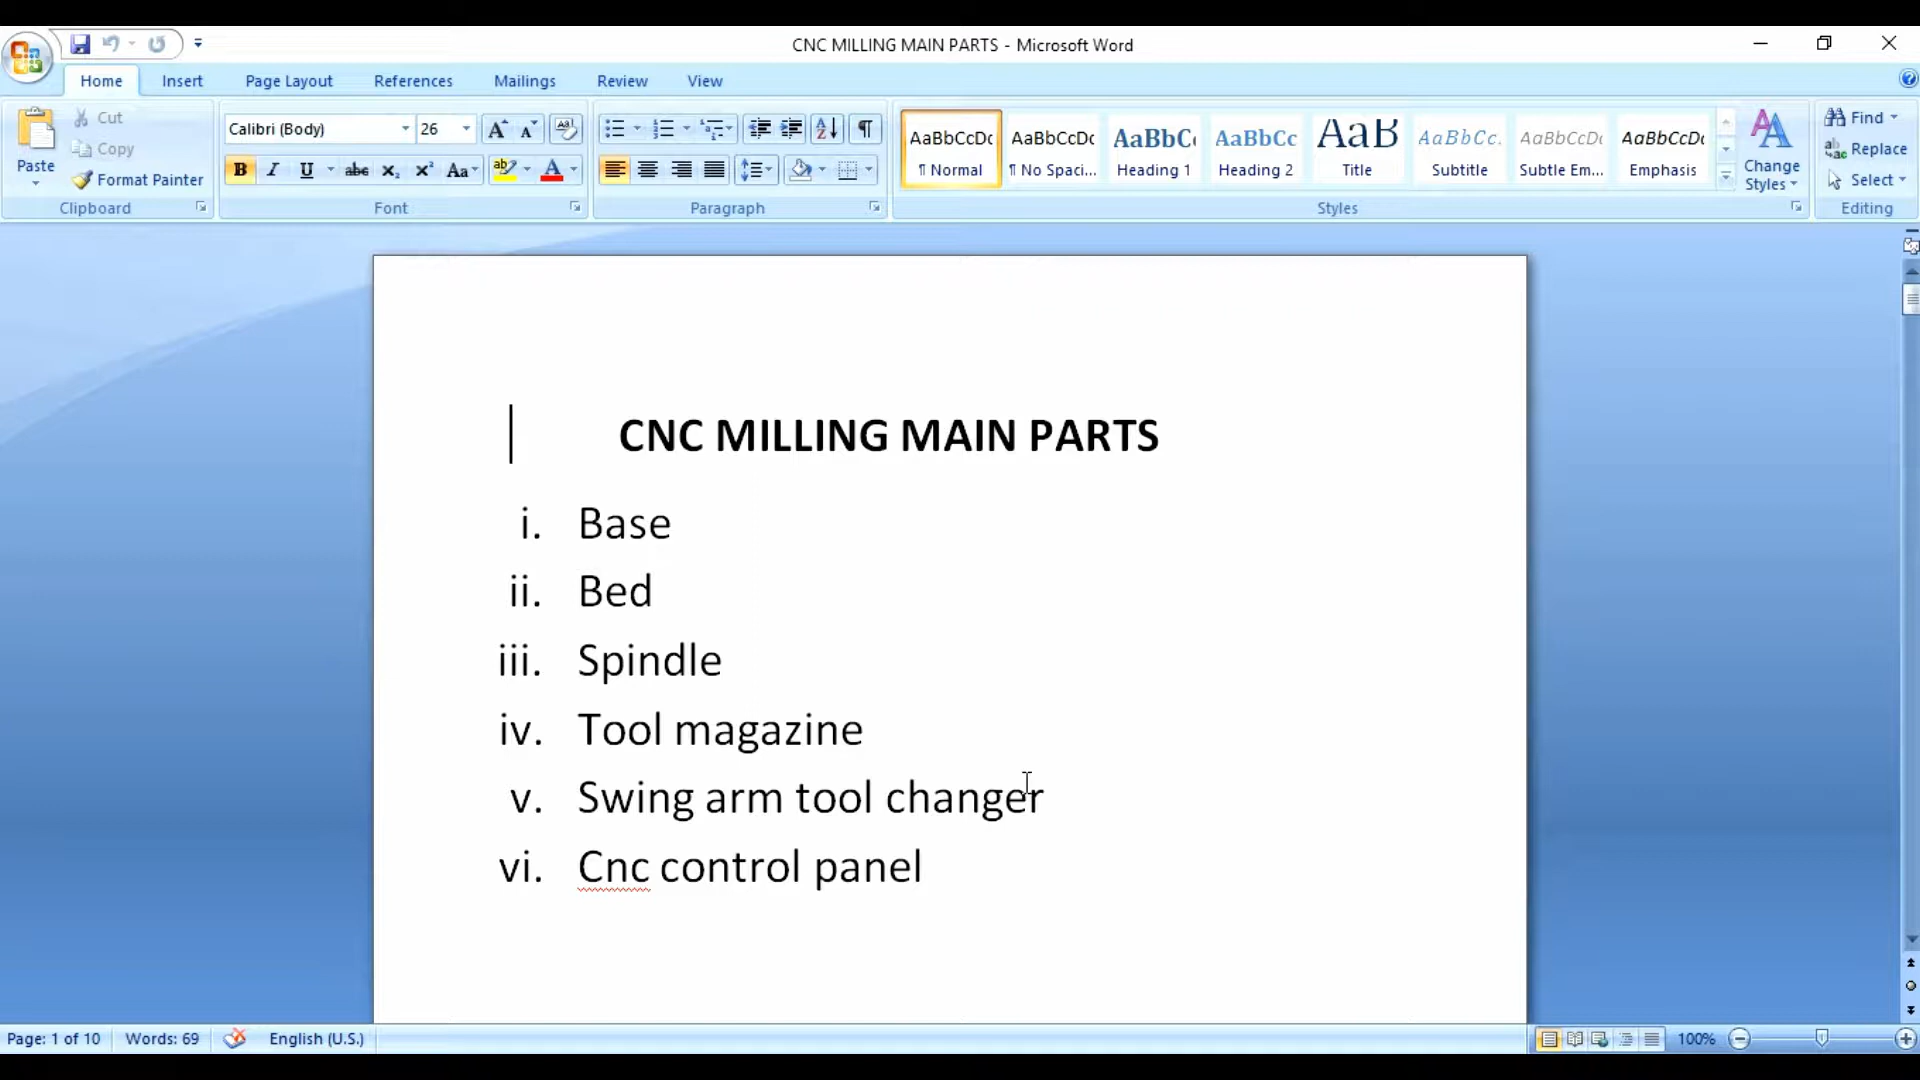 CNC MILLING MAIN PARTS - Microsoft Word
Home Insert Page Layout References Mailings Review View
Paste
Cut
Copy
Format Painter
Clipboard
Calibri (Body) 26
Font
Paragraph
AaBbCcDc AaBbCcDc AaBbC AaBbCc AaB AaBbCc. AaBbCcDc AaBbCcDc
¶ Normal ¶ No Spaci... Heading 1 Heading 2 Title Subtitle Subtle Em... Emphasis
Change
Styles
Styles
Find
Replace
Select
Editing
CNC MILLING MAIN PARTS
i. Base
ii. Bed
iii. Spindle
iv. Tool magazine
v. Swing arm tool changer
vi. Cnc control panel
Page: 1 of 10 Words: 69 English (U.S.) 100%